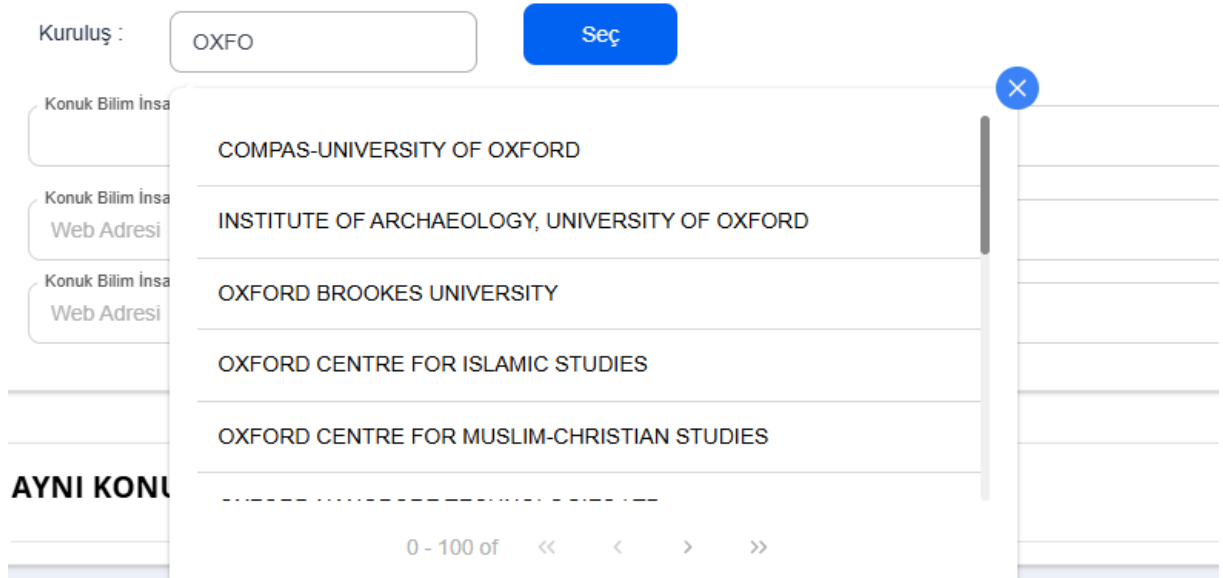 Kuruluş :
OXFO
Seç
Konuk Bilim İnsa
COMPAS-UNIVERSITY OF OXFORD
Konuk Bilim İnsa
Web Adresi
INSTITUTE OF ARCHAEOLOGY, UNIVERSITY OF OXFORD
Konuk Bilim İnsa
Web Adresi
OXFORD BROOKES UNIVERSITY
OXFORD CENTRE FOR ISLAMIC STUDIES
OXFORD CENTRE FOR MUSLIM-CHRISTIAN STUDIES
AYNI KONU
0 - 100 of